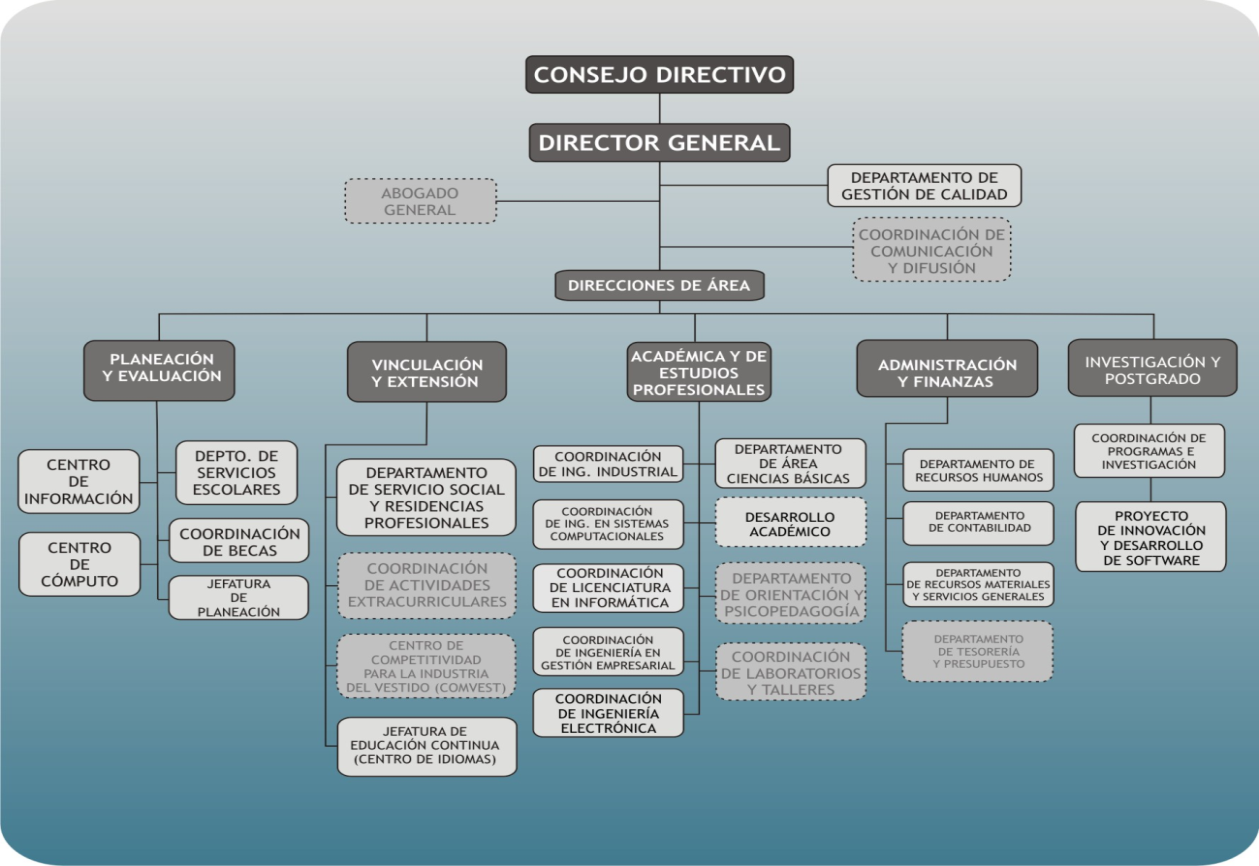 CONSEJO DIRECTIVO
DIRECTOR GENERAL
ABOGADO
GENERAL
DEPARTAMENTO DE
GESTIÓN DE CALIDAD
COORDINACIÓN DE
COMUNICACIÓN
Y DIFUSIÓN
DIRECCIONES DE ÁREA
PLANEACIÓN
Y EVALUACIÓN
CENTRO
DE
INFORMACIÓN
DEPTO. DE
SERVICIOS
ESCOLARES
CENTRO
DE
CÓMPUTO
COORDINACIÓN
DE BECAS
JEFATURA
DE
PLANEACIÓN
VINCULACIÓN
Y EXTENSIÓN
DEPARTAMENTO
DE SERVICIO SOCIAL
Y RESIDENCIAS
PROFESIONALES
COORDINACIÓN
DE ACTIVIDADES
EXTRACURRICULARES
CENTRO DE
COMPETITIVIDAD
PARA LA INDUSTRIA
DEL VESTIDO (COMVEST)
JEFATURA DE
EDUCACIÓN CONTINUA
(CENTRO DE IDIOMAS)
ACADÉMICA Y DE
ESTUDIOS
PROFESIONALES
COORDINACIÓN
DE ING. INDUSTRIAL
DEPARTAMENTO
DE ÁREA
CIENCIAS BÁSICAS
COORDINACIÓN
DE ING. EN SISTEMAS
COMPUTACIONALES
DESARROLLO
ACADÉMICO
COORDINACIÓN
DE LICENCIATURA
EN INFORMÁTICA
DEPARTAMENTO
DE ORIENTACIÓN Y
PSICOPEDAGOGÍA
COORDINACIÓN
DE INGENIERÍA EN
GESTIÓN EMPRESARIAL
COORDINACIÓN
DE LABORATORIOS
Y TALLERES
COORDINACIÓN
DE INGENIERÍA
ELECTRÓNICA
ADMINISTRACIÓN
Y FINANZAS
DEPARTAMENTO DE
RECURSOS HUMANOS
DEPARTAMENTO
DE CONTABILIDAD
DEPARTAMENTO
DE RECURSOS MATERIALES
Y SERVICIOS GENERALES
DEPARTAMENTO
DE TESORERÍA
Y PRESUPUESTO
INVESTIGACIÓN Y
POSTGRADO
COORDINACIÓN DE
PROGRAMAS E
INVESTIGACIÓN
PROYECTO
DE INNOVACIÓN
Y DESARROLLO
DE SOFTWARE